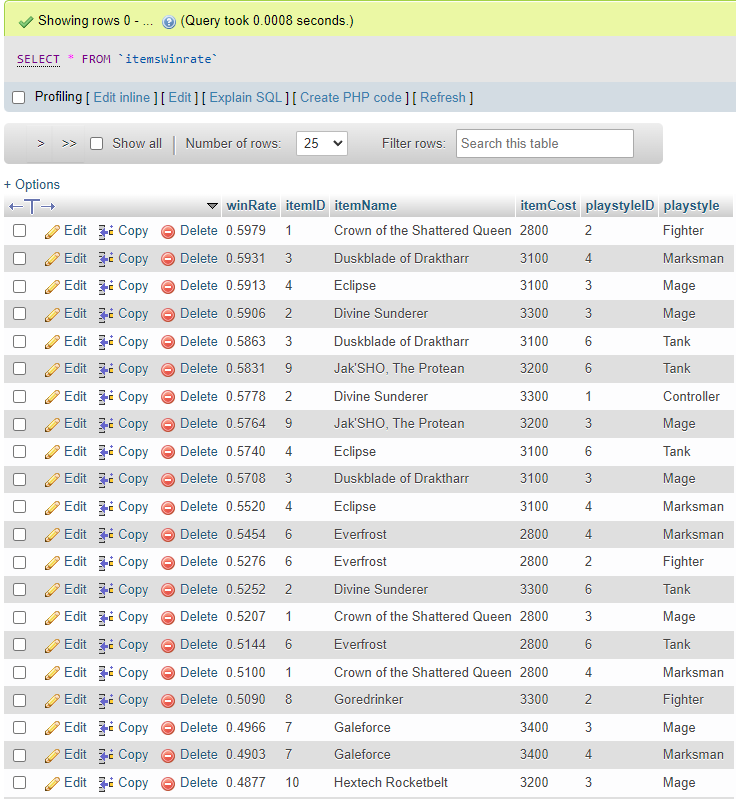 Showing rows 0 - ... (Query took 0.0008 seconds.)
SELECT * FROM `itemsWinrate`
Profiling [ Edit inline ] [ Edit ] [ Explain SQL ] [ Create PHP code ] [ Refresh ]
> >> Show all | Number of rows: 25 Filter rows: Search this table
+ Options
←T→ winRate itemID itemName itemCost playstyleID playstyle
Edit Copy Delete 0.5979 1 Crown of the Shattered Queen 2800 2 Fighter
Edit Copy Delete 0.5931 3 Duskblade of Draktharr 3100 4 Marksman
Edit Copy Delete 0.5913 4 Eclipse 3100 3 Mage
Edit Copy Delete 0.5906 2 Divine Sunderer 3300 3 Mage
Edit Copy Delete 0.5863 3 Duskblade of Draktharr 3100 6 Tank
Edit Copy Delete 0.5831 9 Jak'SHO, The Protean 3200 6 Tank
Edit Copy Delete 0.5778 2 Divine Sunderer 3300 1 Controller
Edit Copy Delete 0.5764 9 Jak'SHO, The Protean 3200 3 Mage
Edit Copy Delete 0.5740 4 Eclipse 3100 6 Tank
Edit Copy Delete 0.5708 3 Duskblade of Draktharr 3100 3 Mage
Edit Copy Delete 0.5520 4 Eclipse 3100 4 Marksman
Edit Copy Delete 0.5454 6 Everfrost 2800 4 Marksman
Edit Copy Delete 0.5276 6 Everfrost 2800 2 Fighter
Edit Copy Delete 0.5252 2 Divine Sunderer 3300 6 Tank
Edit Copy Delete 0.5207 1 Crown of the Shattered Queen 2800 3 Mage
Edit Copy Delete 0.5144 6 Everfrost 2800 6 Tank
Edit Copy Delete 0.5100 1 Crown of the Shattered Queen 2800 4 Marksman
Edit Copy Delete 0.5090 8 Goredrinker 3300 2 Fighter
Edit Copy Delete 0.4966 7 Galeforce 3400 3 Mage
Edit Copy Delete 0.4903 7 Galeforce 3400 4 Marksman
Edit Copy Delete 0.4877 10 Hextech Rocketbelt 3200 3 Mage